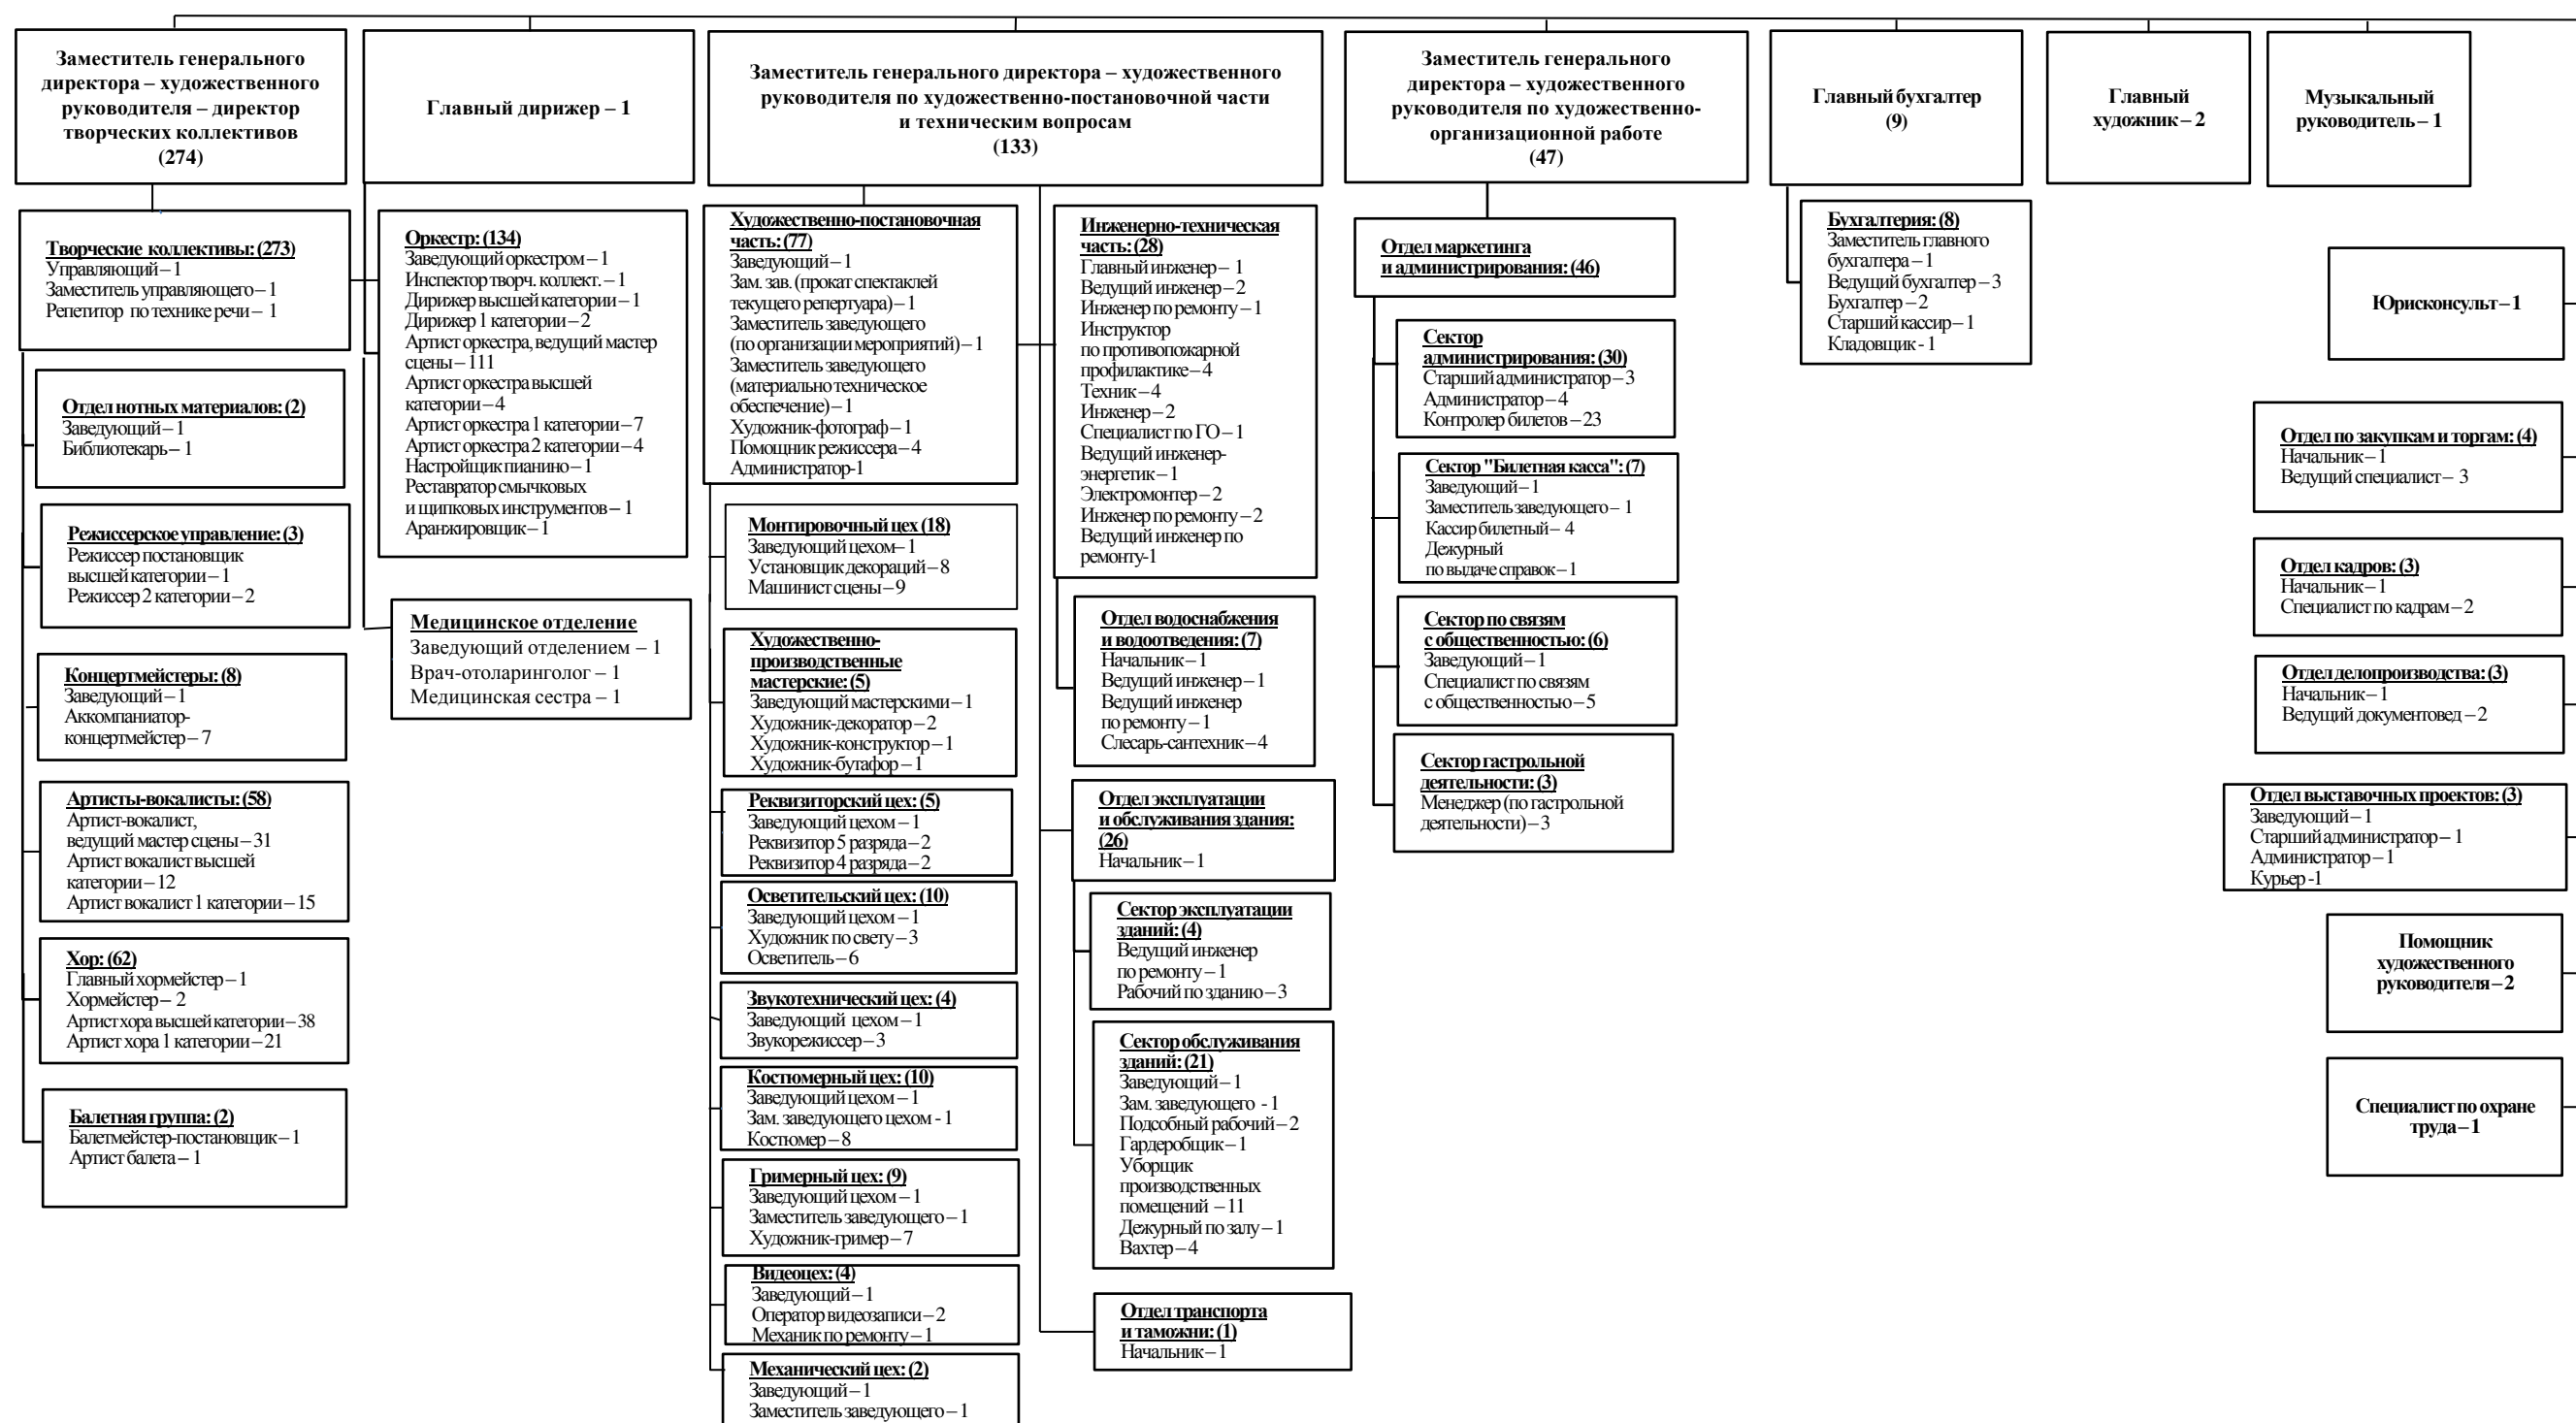 Заместитель генерального
директора – художественного
руководителя – директор
творческих коллективов
(274)
Главный дирижер – 1
Заместитель генерального директора – художественного
руководителя по художественно-постановочной части
и техническим вопросам
(133)
Заместитель генерального
директора – художественного
руководителя по художественно-
организационной работе
(47)
Главный бухгалтер
(9)
Главный
художник – 2
Музыкальный
руководитель – 1
Творческие коллективы: (273)
Управляющий – 1
Заместитель управляющего – 1
Репетитор по технике речи – 1
Отдел нотных материалов: (2)
Заведующий – 1
Библиотекарь – 1
Режиссерское управление: (3)
Режиссер постановщик
высшей категории – 1
Режиссер 2 категории – 2
Концертмейстеры: (8)
Заведующий – 1
Аккомпаниатор-
концертмейстер – 7
Артисты-вокалисты: (58)
Артист-вокалист,
ведущий мастер сцены – 31
Артист вокалист высшей
категории – 12
Артист вокалист 1 категории – 15
Хор: (62)
Главный хормейстер – 1
Хормейстер – 2
Артист хора высшей категории – 38
Артист хора 1 категории – 21
Балетная группа: (2)
Балетмейстер-постановщик – 1
Артист балета – 1
Оркестр: (134)
Заведующий оркестром – 1
Инспектор творч. коллект. – 1
Дирижер высшей категории – 1
Дирижер 1 категории – 2
Артист оркестра, ведущий мастер
сцены – 111
Артист оркестра высшей
категории – 4
Артист оркестра 1 категории – 7
Артист оркестра 2 категории – 4
Настройщик пианино – 1
Реставратор смычковых
и щипковых инструментов – 1
Аранжировщик – 1
Медицинское отделение
Заведующий отделением – 1
Врач-отоларинголог – 1
Медицинская сестра – 1
Художественно-постановочная
часть: (77)
Заведующий – 1
Зам. зав. (прокат спектаклей
текущего репертуара) – 1
Заместитель заведующего
(по организации мероприятий) – 1
Заместитель заведующего
(материально техническое
обеспечение) – 1
Художник-фотограф – 1
Помощник режиссера – 4
Администратор-1
Монтировочный цех (18)
Заведующий цехом – 1
Установщик декораций – 8
Машинист сцены – 9
Художественно-
производственные
мастерские: (5)
Заведующий мастерскими – 1
Художник-декоратор – 2
Художник-конструктор – 1
Художник-бутафор – 1
Реквизиторский цех: (5)
Заведующий цехом – 1
Реквизитор 5 разряда – 2
Реквизитор 4 разряда – 2
Осветительский цех: (10)
Заведующий цехом – 1
Художник по свету – 3
Осветитель – 6
Звукотехнический цех: (4)
Заведующий цехом – 1
Звукорежиссер – 3
Костюмерный цех: (10)
Заведующий цехом – 1
Зам. заведующего цехом - 1
Костюмер – 8
Гримерный цех: (9)
Заведующий цехом – 1
Заместитель заведующего – 1
Художник-гример – 7
Видеоцех: (4)
Заведующий – 1
Оператор видеозаписи – 2
Механик по ремонту – 1
Механический цех: (2)
Заведующий – 1
Заместитель заведующего – 1
Инженерно-техническая
часть: (28)
Главный инженер – 1
Ведущий инженер – 2
Инженер по ремонту – 1
Инструктор
по противопожарной
профилактике – 4
Техник – 4
Инженер – 2
Специалист по ГО – 1
Ведущий инженер-
энергетик – 1
Электромонтер – 2
Инженер по ремонту – 2
Ведущий инженер по
ремонту-1
Отдел водоснабжения
и водоотведения: (7)
Начальник – 1
Ведущий инженер – 1
Ведущий инженер
по ремонту – 1
Слесарь-сантехник – 4
Отдел эксплуатации
и обслуживания здания:
(26)
Начальник – 1
Сектор эксплуатации
зданий: (4)
Ведущий инженер
по ремонту – 1
Рабочий по зданию – 3
Сектор обслуживания
зданий: (21)
Заведующий – 1
Зам. заведующего - 1
Подсобный рабочий – 2
Гардеробщик – 1
Уборщик
производственных
помещений – 11
Дежурный по залу – 1
Вахтер – 4
Отдел транспорта
и таможни: (1)
Начальник – 1
Отдел маркетинга
и администрирования: (46)
Сектор
администрирования: (30)
Старший администратор – 3
Администратор – 4
Контролер билетов – 23
Сектор "Билетная касса": (7)
Заведующий – 1
Заместитель заведующего – 1
Кассир билетный – 4
Дежурный
по выдаче справок – 1
Сектор по связям
с общественностью: (6)
Заведующий – 1
Специалист по связям
с общественностью – 5
Сектор гастрольной
деятельности: (3)
Менеджер (по гастрольной
деятельности) – 3
Бухгалтерия: (8)
Заместитель главного
бухгалтера – 1
Ведущий бухгалтер – 3
Бухгалтер – 2
Старший кассир – 1
Кладовщик - 1
Юрисконсульт – 1
Отдел по закупкам и торгам: (4)
Начальник – 1
Ведущий специалист – 3
Отдел кадров: (3)
Начальник – 1
Специалист по кадрам – 2
Отдел делопроизводства: (3)
Начальник – 1
Ведущий документовед – 2
Отдел выставочных проектов: (3)
Заведующий – 1
Старший администратор – 1
Администратор – 1
Курьер -1
Помощник
художественного
руководителя – 2
Специалист по охране
труда – 1